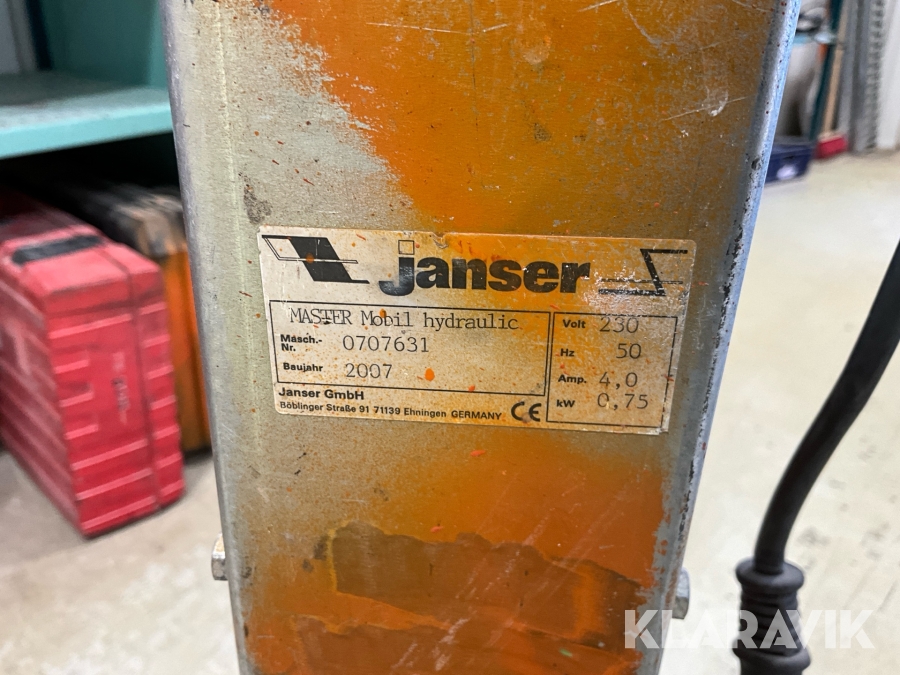 janser
MASTER Mobil hydraulic
Masch.-
Nr. 0707631
Baujahr 2007
Janser GmbH
Böblinger Straße 91 71139 Ehningen GERMANY CE
Volt 230
Hz 50
Amp. 4,0
kW 0,75
KLARAVIK